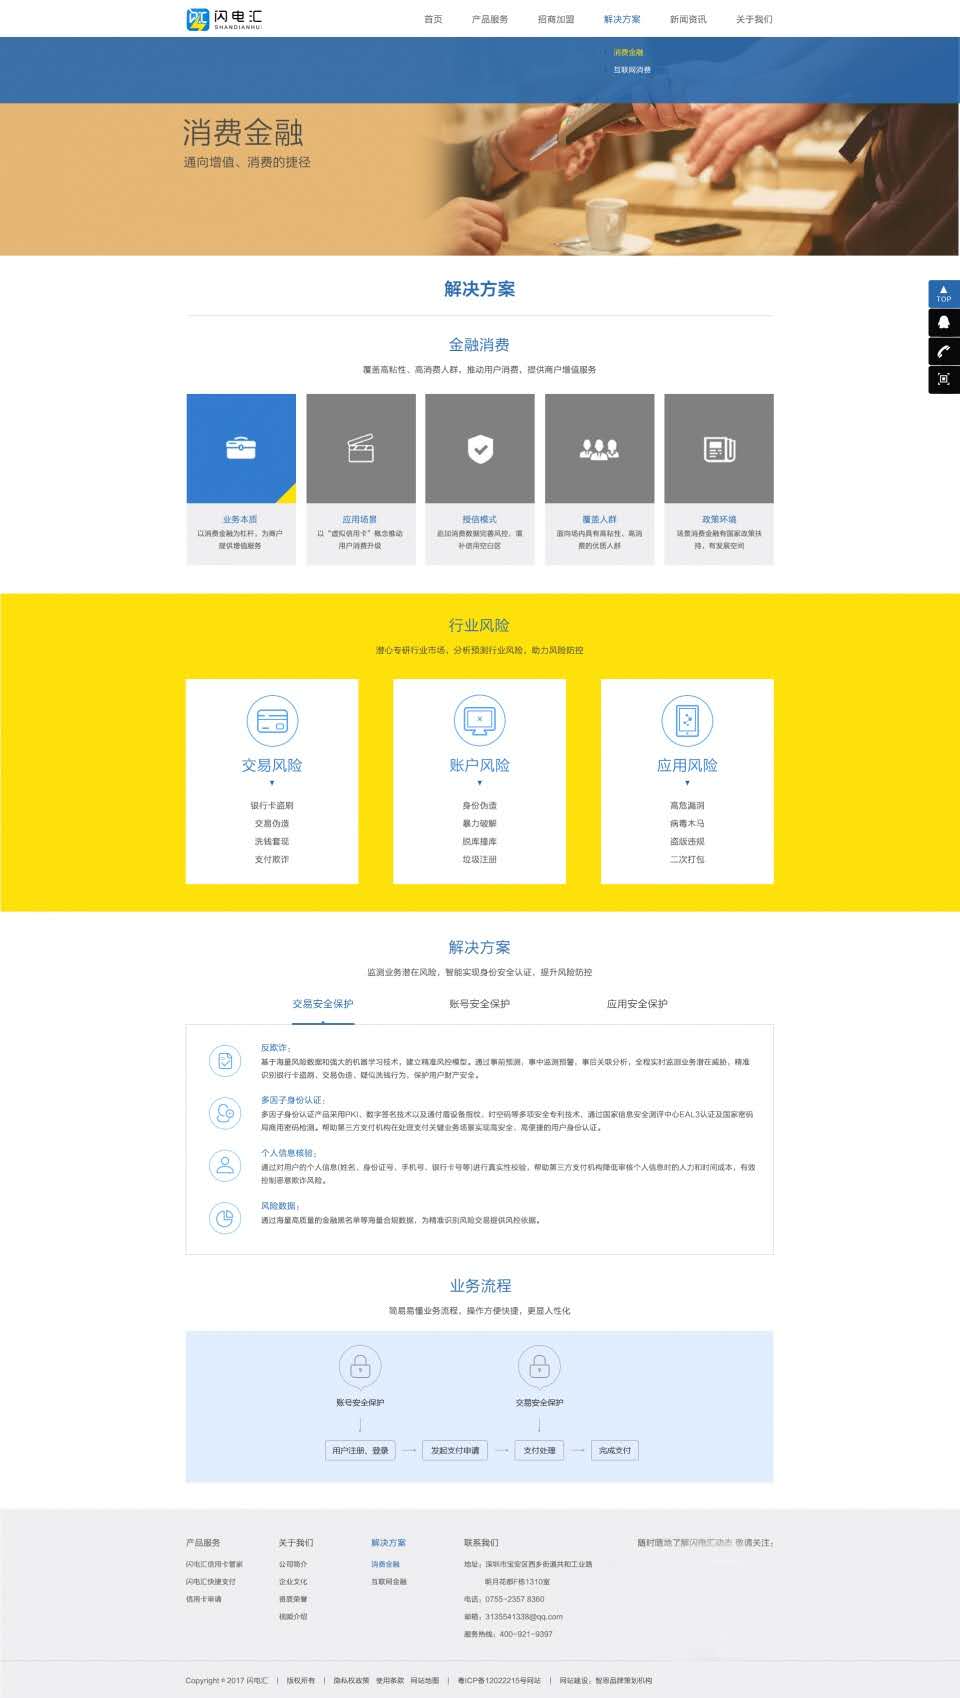 闪电汇
SHANDIANHUI
首页
产品服务
招商加盟
解决方案
新闻资讯
关于我们
消费金融
互联网消费
消费金融
通向增值、消费的捷径
TOP
解决方案
金融消费
覆盖高粘性、高消费人群，推动用户消费，提供商户增值服务
业务本质
以消费金融为杠杆，为商户
提供增值服务
应用场景
以“虚拟信用卡”概念推动
用户消费升级
授信模式
追加消费数据完善风控，填
补信用空白区
覆盖人群
面向场内具有高粘性、高消
费的优质人群
政策环境
场景消费金融有国家政策扶
持，有发展空间
行业风险
潜心专研行业市场，分析预测行业风险，助力风险防控
交易风险
银行卡盗刷
交易伪造
洗钱套现
支付欺诈
账户风险
身份伪造
暴力破解
脱库撞库
垃圾注册
应用风险
高危漏洞
病毒木马
盗版违规
二次打包
解决方案
监测业务潜在风险，智能实现身份安全认证，提升风险防控
交易安全保护
账号安全保护
应用安全保护
反欺诈：
基于海量风险数据和强大的机器学习技术，建立精准风控模型。通过事前预测，事中监测预警，事后关联分析，全程实时监测业务潜在威胁，精准
识别银行卡盗刷、交易伪造、疑似洗钱行为，保护用户财产安全。
多因子身份认证：
多因子身份认证产品采用PKI、数字签名技术以及通付盾设备指纹、时空码等多项安全专利技术，通过国家信息安全测评中心EAL3认证及国家密码
局商用密码检测。帮助第三方支付机构在处理支付关键业务场景实现高安全、高便捷的用户身份认证。
个人信息核验：
通过对用户的个人信息(姓名、身份证号、手机号、银行卡号等)进行真实性校验，帮助第三方支付机构降低审核个人信息时的人力和时间成本，有效
控制恶意欺诈风险。
风险数据：
通过海量高质量的金融黑名单等海量合规数据，为精准识别风险交易提供风控依据。
业务流程
简易易懂业务流程，操作方便快捷，更显人性化
账号安全保护
交易安全保护
用户注册、登录
发起支付申请
支付处理
完成支付
产品服务
闪电汇信用卡管家
闪电汇快捷支付
信用卡申请
关于我们
公司简介
企业文化
资质荣誉
视频介绍
解决方案
消费金融
互联网金融
联系我们
地址：深圳市宝安区西乡街道共和工业路
明月花都F栋1310室
电话：0755-2357 8360
邮箱：3135541338@qq.com
服务热线：400-921-9397
随时随地了解闪电汇动态 敬请关注：
Copyright © 2017 闪电汇 | 版权所有 | 隐私权政策 使用条款 网站地图 | 粤ICP备12022215号网站 | 网站建设：智恩品牌策划机构